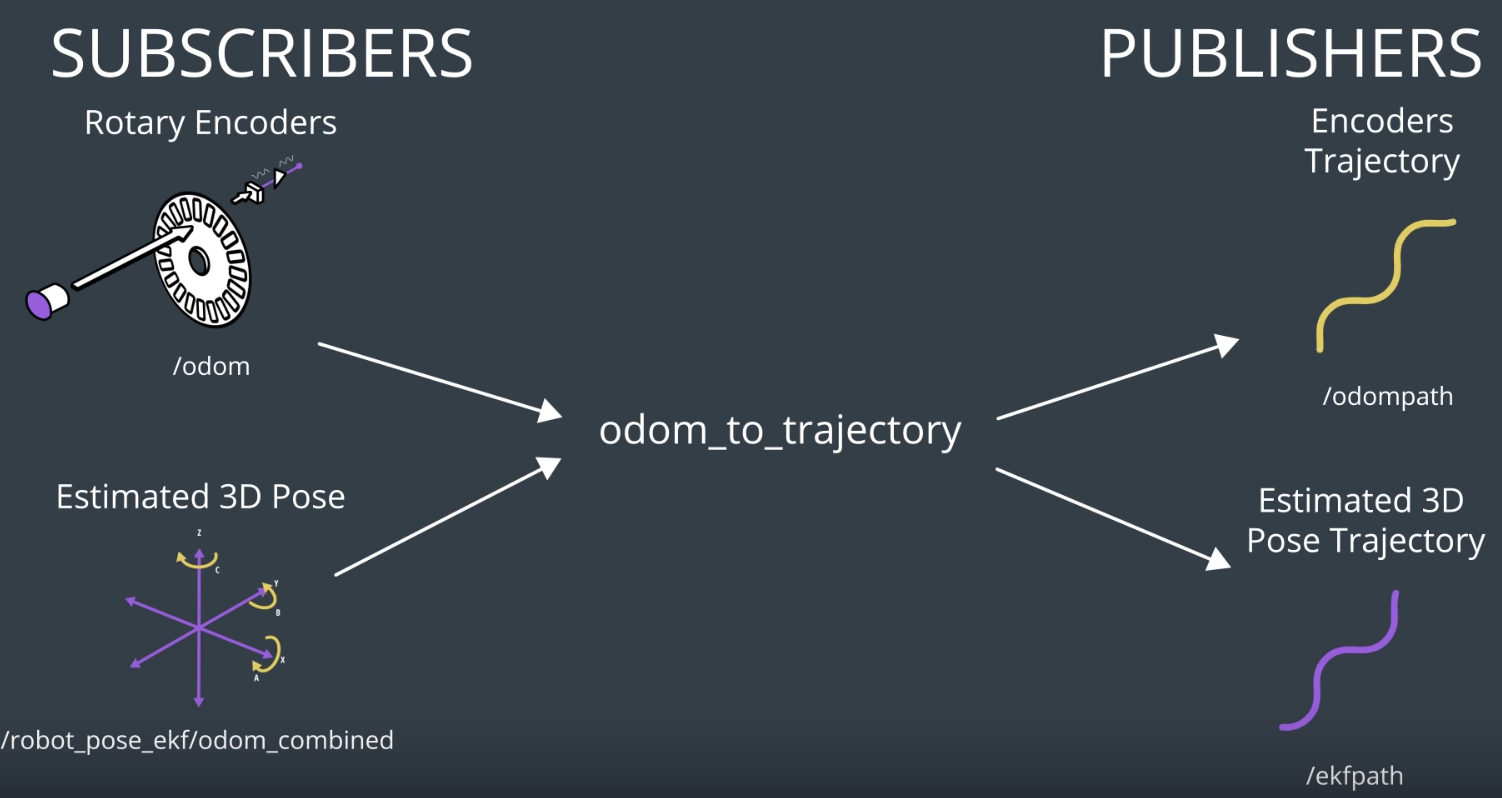 SUBSCRIBERS
Rotary Encoders
/odom
Estimated 3D Pose
Z
C
Y
B
X
A
/robot_pose_ekf/odom_combined
odom_to_trajectory
PUBLISHERS
Encoders
Trajectory
/odompath
Estimated 3D
Pose Trajectory
/ekfpath